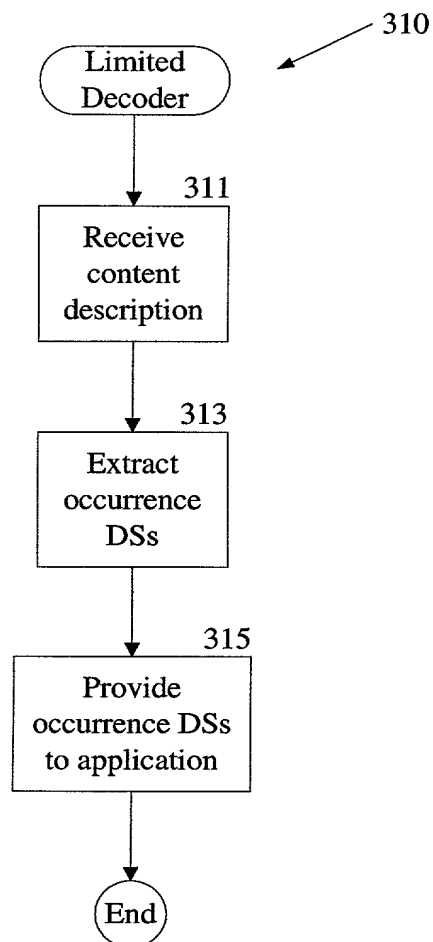 310
Limited
Decoder
311
Receive
content
description
313
Extract
occurrence
DSs
315
Provide
occurrence DSs
to application
End